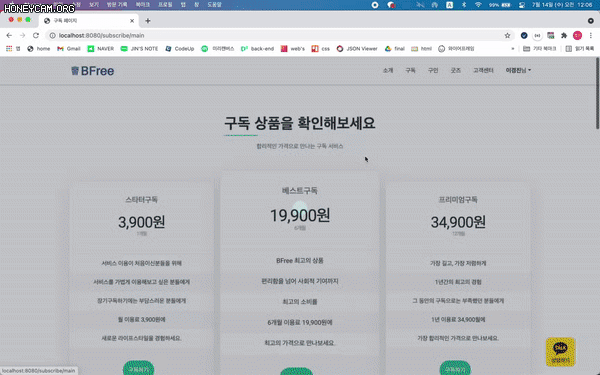 HONEYCAM.ORG
보기 방문 기록 북마크 프로필 탭 창 도움말
99%
7월 14일 (수) 오전 12:06
구독 페이지
localhost:8080/subscribe/main
앱 home Gmail NAVER JIN'S NOTE CodeUp 미리캔버스 back-end web's css JSON Viewer final html 와이어프레임 기타 북마크 읽기 목록
BFree
소개 구독 구인 굿즈 고객센터 이경진님
구독 상품을 확인해보세요
합리적인 가격으로 만나는 구독 서비스
스타터구독
3,900원
1개월
서비스 이용이 처음이신분들을 위해
서비스를 가볍게 이용해보고 싶은 분들에게
장기구독하기에는 부담스러운 분들에게
월 이용료 3,900원에
새로운 라이프스타일을 경험하세요.
구독하기
베스트구독
19,900원
6개월
BFree 최고의 상품
편리함을 넘어 사회적 기여까지
최고의 소비를
6개월 이용료 19,900원에
최고의 가격으로 만나보세요.
프리미엄구독
34,900원
12개월
가장 길고, 가장 저렴하게
1년간의 최고의 경험
그 동안의 구독으로는 부족했던 분들에게
1년 이용료 34,900원에
가장 합리적인 가격으로 만나보세요.
구독하기
TALK
상담하기
localhost:8080/subscribe/main